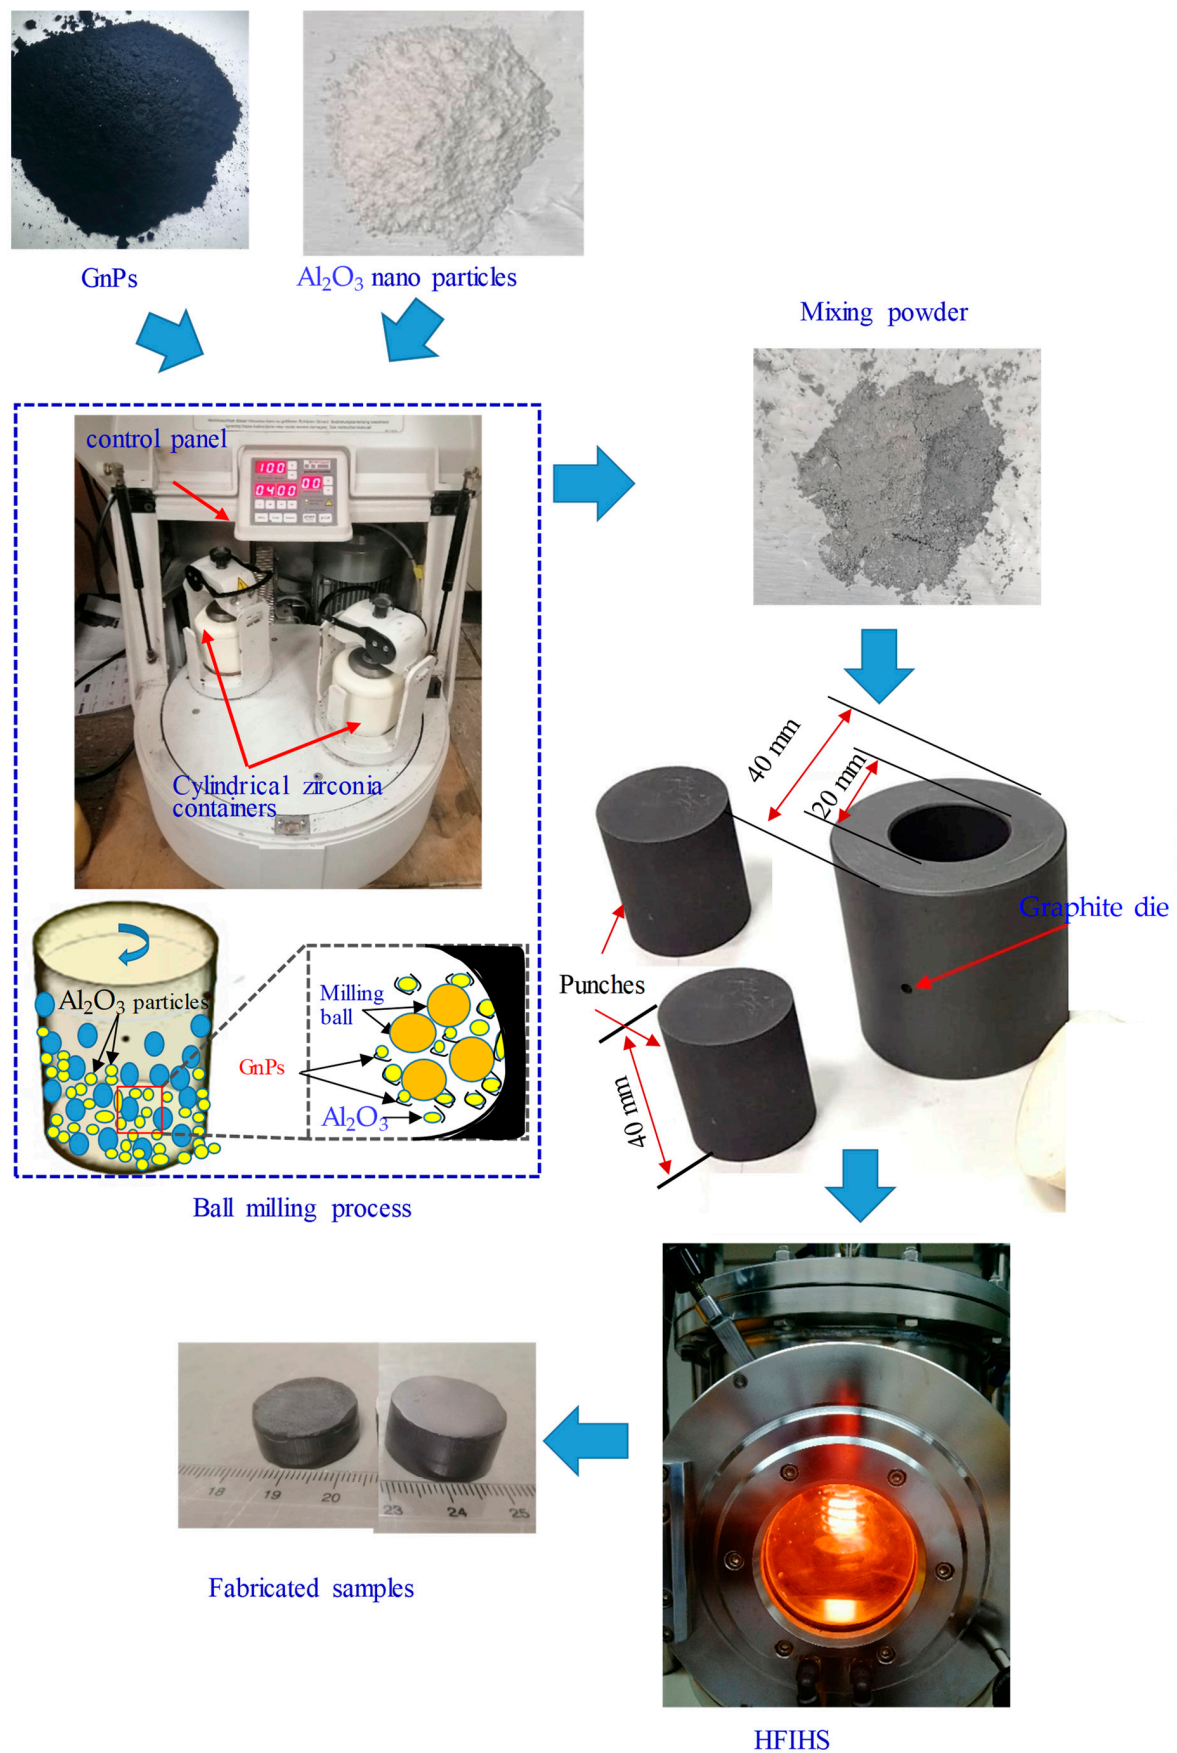 GnPs
Al₂O₃ nano particles
Mixing powder
control panel
100
00
0400
Cylindrical zirconia
containers
40 mm
20 mm
Graphite die
Punches
40 mm
Al₂O₃ particles
Milling
ball
GnPs
Al₂O₃
Ball milling process
18 19 20
23 24 25
Fabricated samples
HFIHS